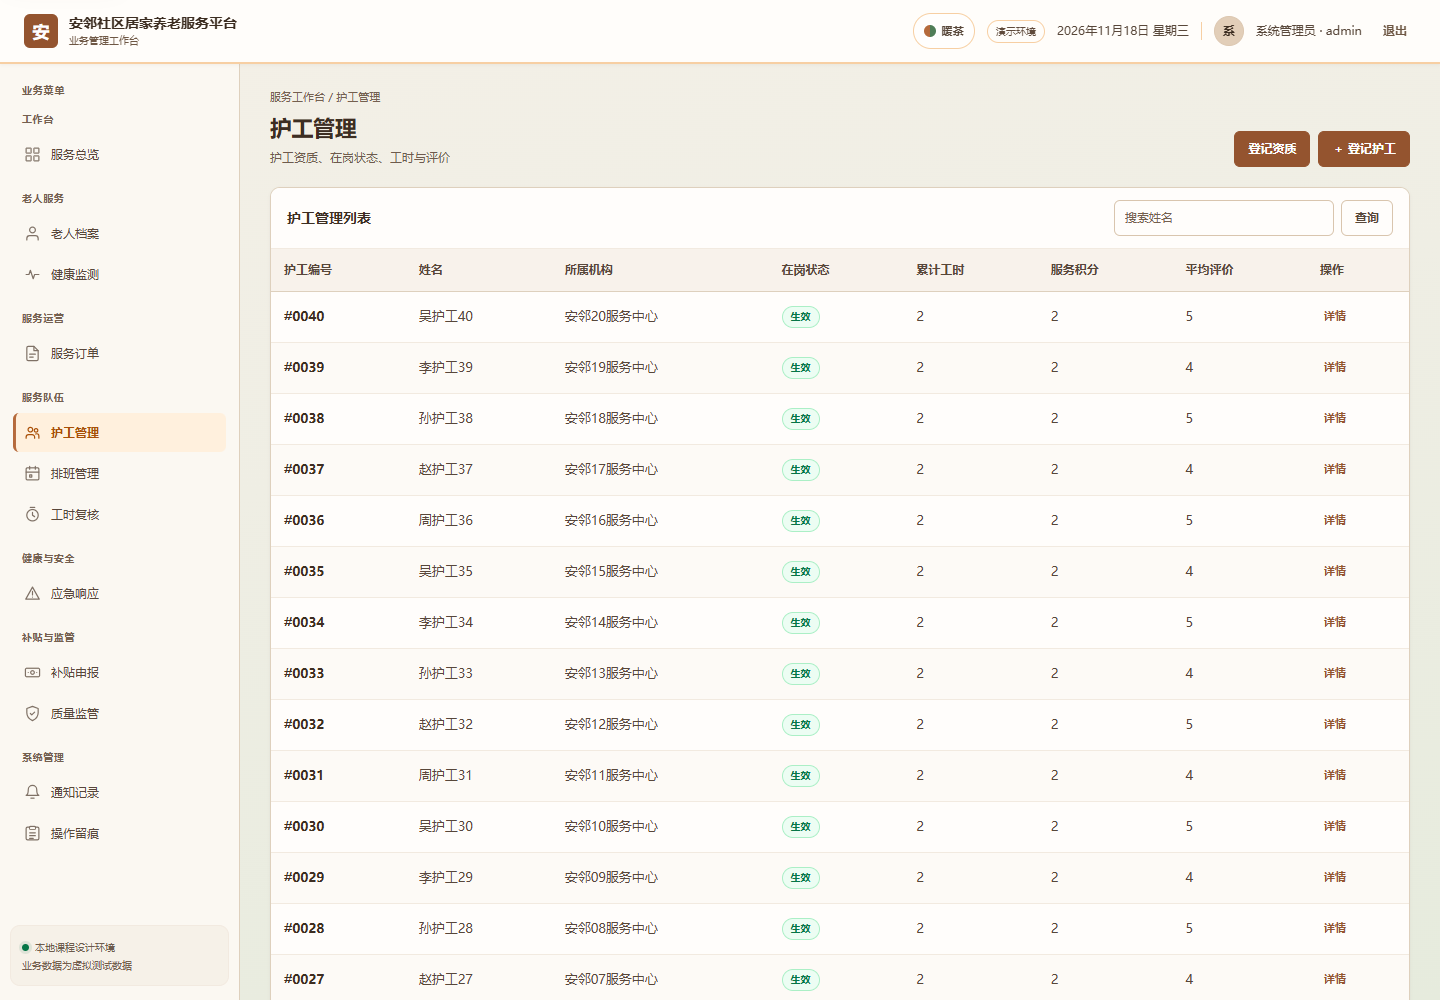 安
安邻社区居家养老服务平台
业务管理工作台
暖茶
演示环境
2026年11月18日 星期三
系
系统管理员 · admin
退出
业务菜单
工作台
服务总览
老人服务
老人档案
健康监测
服务运营
服务订单
服务队伍
护工管理
排班管理
工时复核
健康与安全
应急响应
补贴与监管
补贴申报
质量监管
系统管理
通知记录
操作留痕
本地课程设计环境
业务数据为虚拟测试数据
服务工作台 / 护工管理
护工管理
护工资质、在岗状态、工时与评价
登记资质
＋ 登记护工
护工管理列表
搜索姓名
查询
护工编号 姓名 所属机构 在岗状态 累计工时 服务积分 平均评价 操作
#0040 吴护工40 安邻20服务中心 生效 2 2 5 详情
#0039 李护工39 安邻19服务中心 生效 2 2 4 详情
#0038 孙护工38 安邻18服务中心 生效 2 2 5 详情
#0037 赵护工37 安邻17服务中心 生效 2 2 4 详情
#0036 周护工36 安邻16服务中心 生效 2 2 5 详情
#0035 吴护工35 安邻15服务中心 生效 2 2 4 详情
#0034 李护工34 安邻14服务中心 生效 2 2 5 详情
#0033 孙护工33 安邻13服务中心 生效 2 2 4 详情
#0032 赵护工32 安邻12服务中心 生效 2 2 5 详情
#0031 周护工31 安邻11服务中心 生效 2 2 4 详情
#0030 吴护工30 安邻10服务中心 生效 2 2 5 详情
#0029 李护工29 安邻09服务中心 生效 2 2 4 详情
#0028 孙护工28 安邻08服务中心 生效 2 2 5 详情
#0027 赵护工27 安邻07服务中心 生效 2 2 4 详情